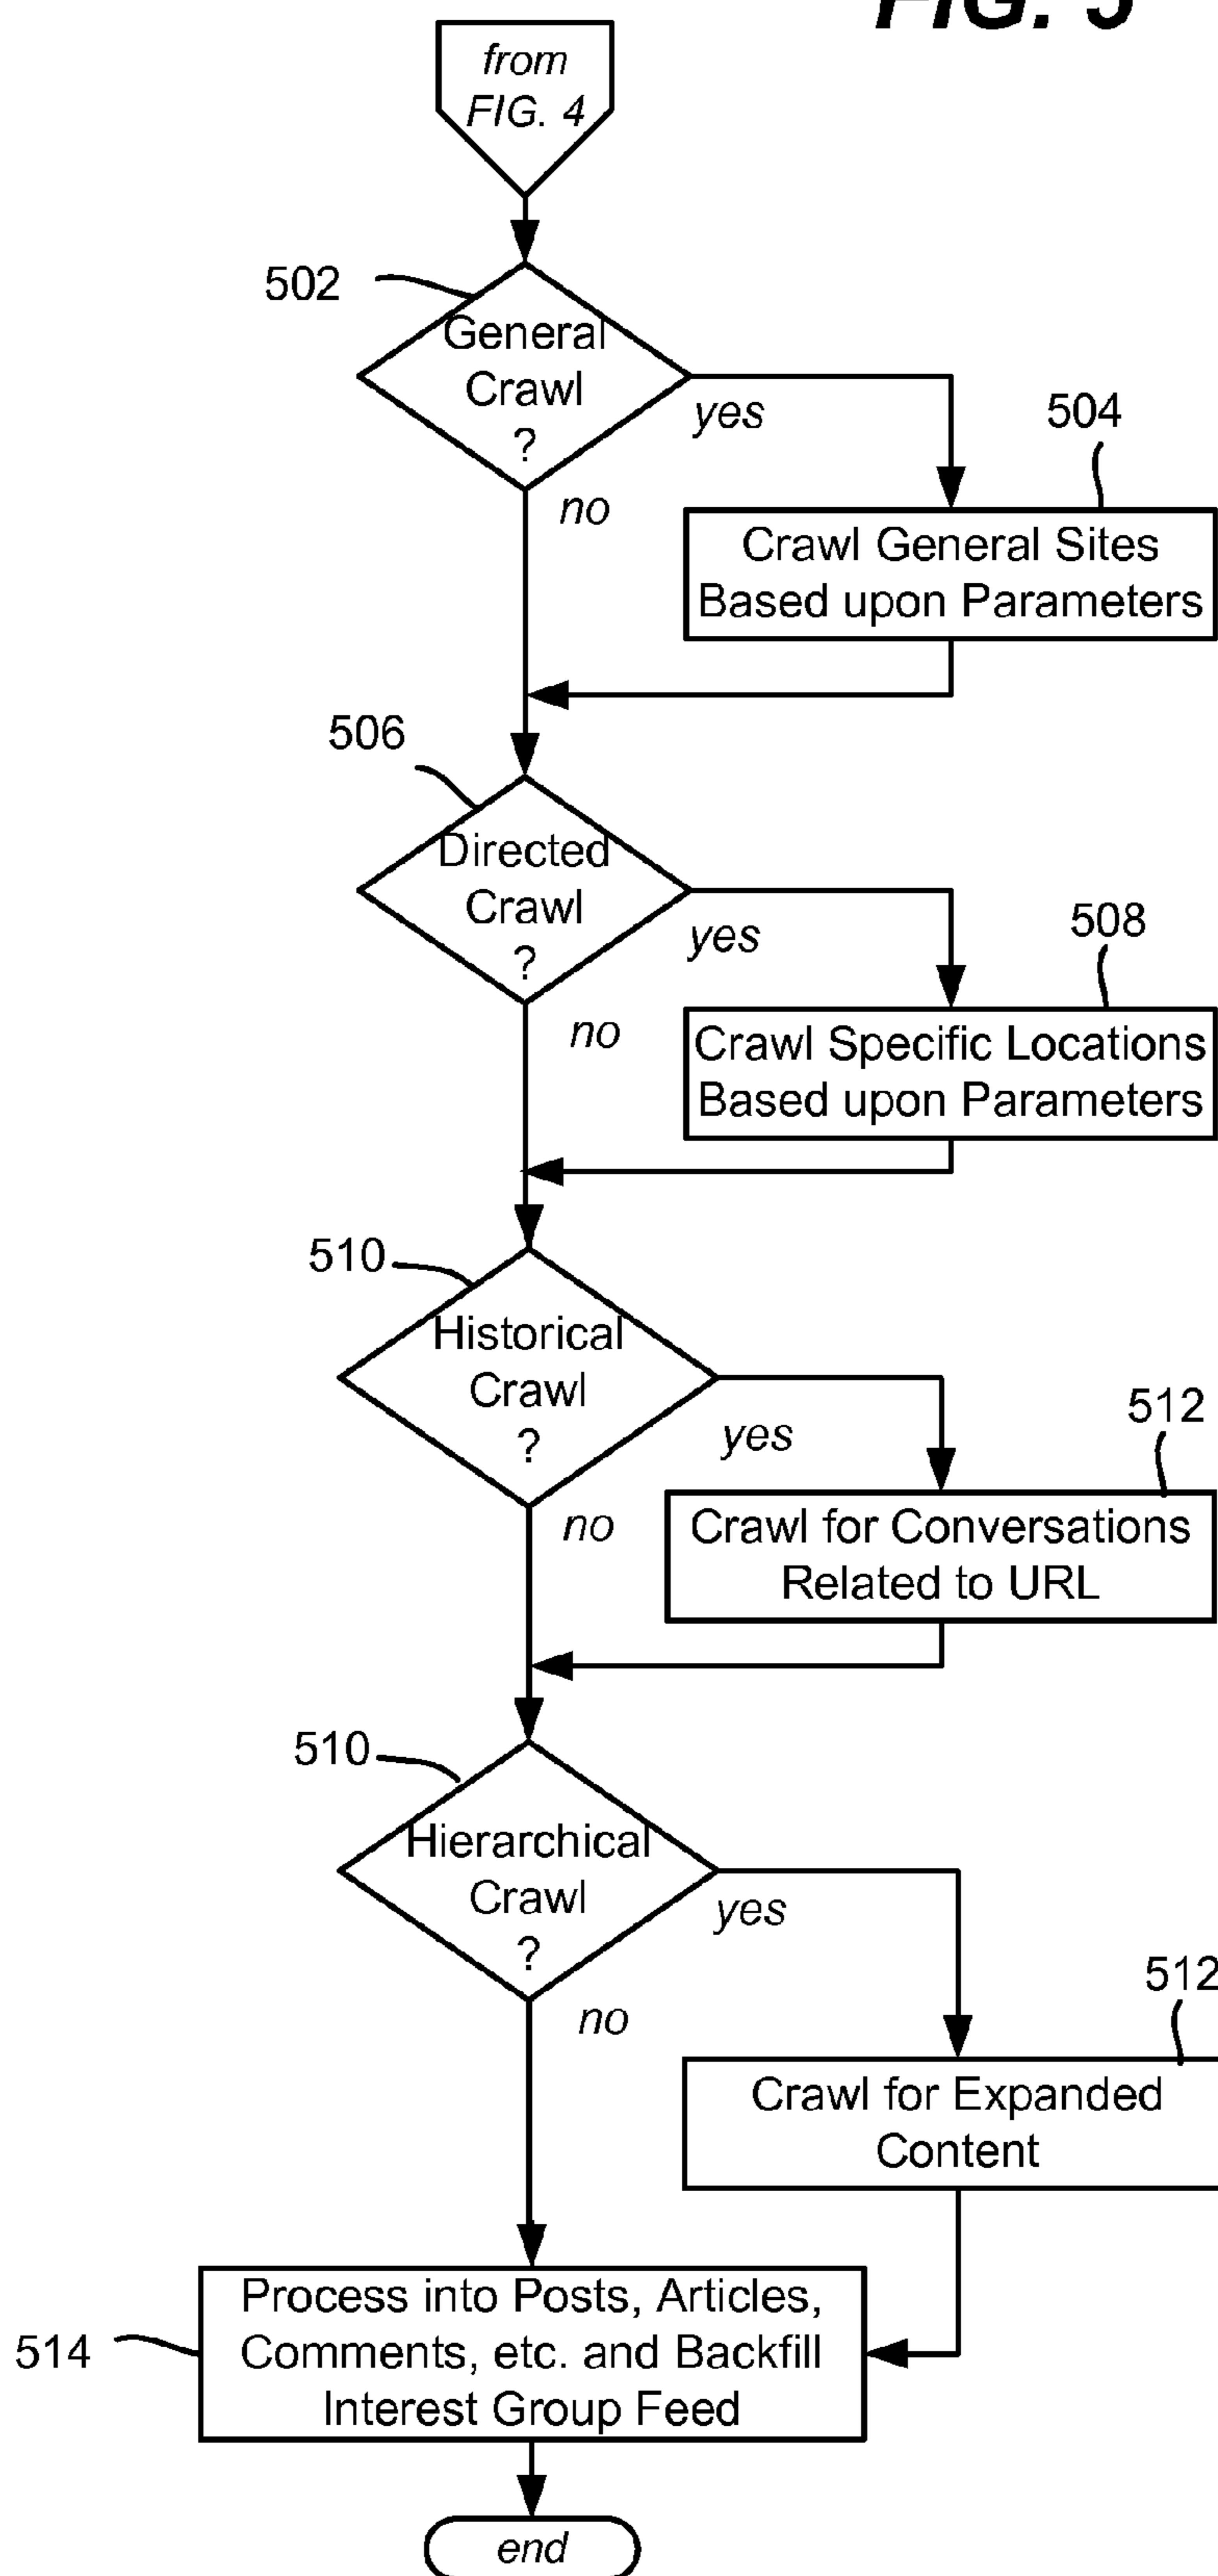 FIG. 5
from
FIG. 4
502
General
Crawl
?
yes
no
504
Crawl General Sites
Based upon Parameters
506
Directed
Crawl
?
yes
no
508
Crawl Specific Locations
Based upon Parameters
510
Historical
Crawl
?
yes
no
512
Crawl for Conversations
Related to URL
510
Hierarchical
Crawl
?
yes
no
512
Crawl for Expanded
Content
514
Process into Posts, Articles,
Comments, etc. and Backfill
Interest Group Feed
end